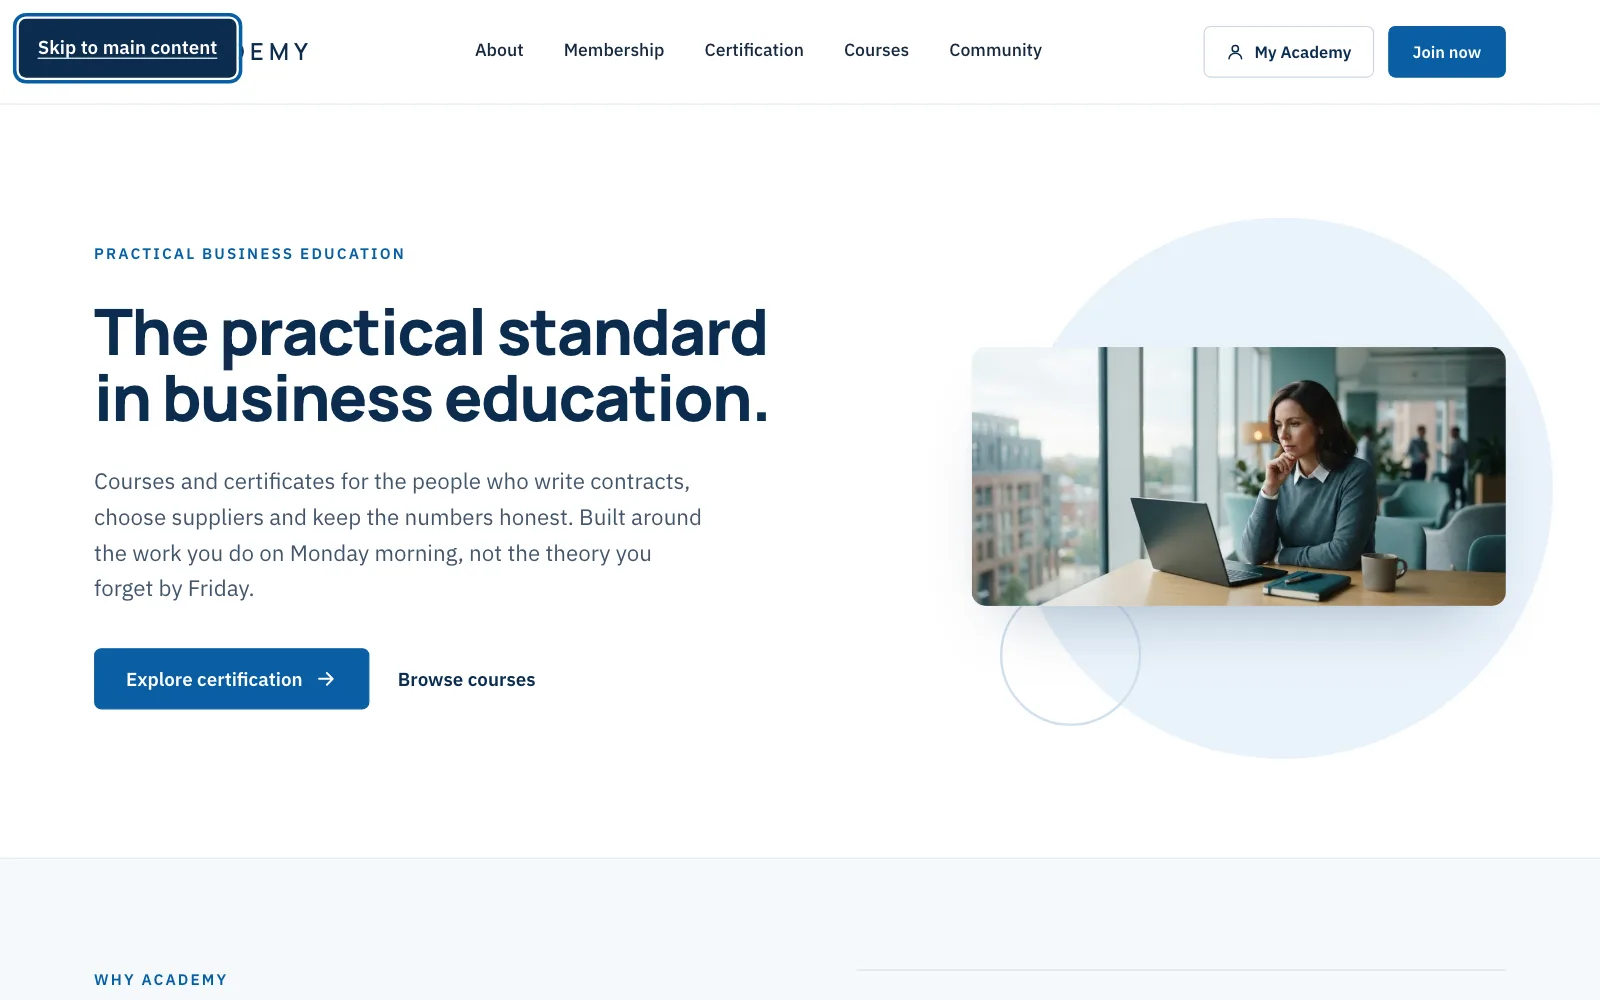 Skip to main content
EMY
About
Membership
Certification
Courses
Community
My Academy
Join now
PRACTICAL BUSINESS EDUCATION
The practical standard
in business education.
Courses and certificates for the people who write contracts,
choose suppliers and keep the numbers honest. Built around
the work you do on Monday morning, not the theory you
forget by Friday.
Explore certification
Browse courses
WHY ACADEMY